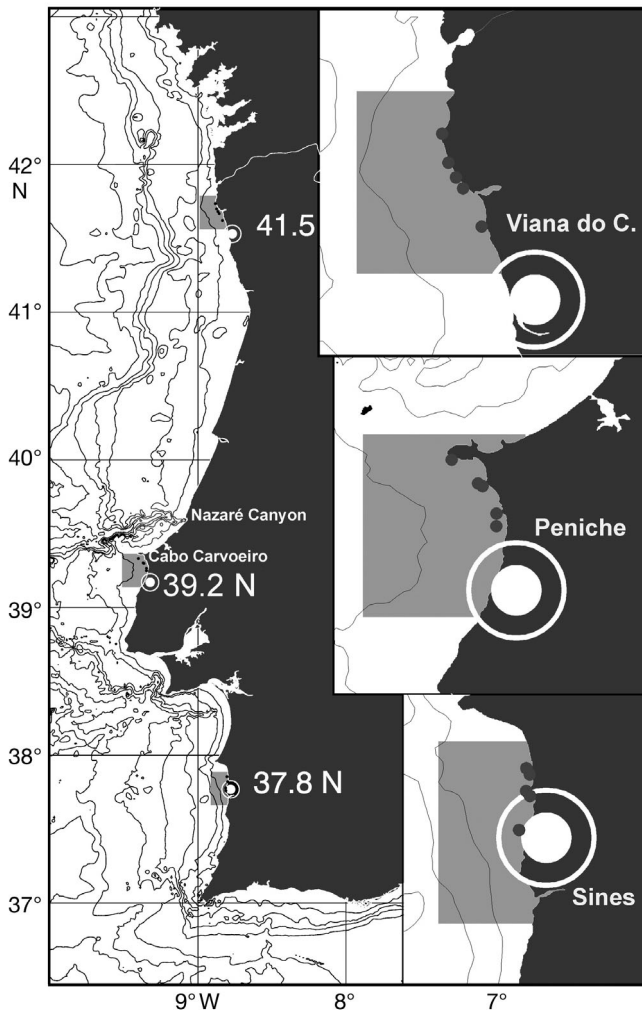 42°
N
41.5
Viana do C.
41°
40°
Nazaré Canyon
Peniche
Cabo Carvoeiro
39.2 N
39°
38°
37.8 N
Sines
37°
9° W
8°
7°